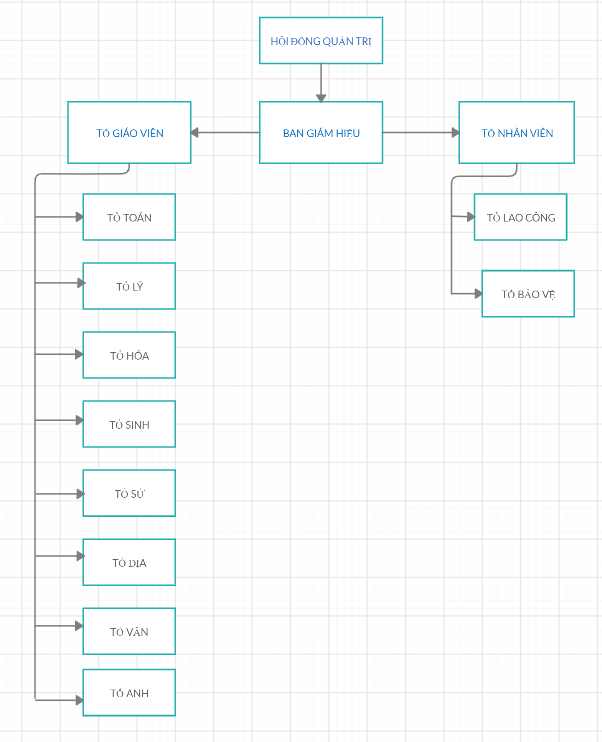 HỘI ĐỒNG QUẢN TRỊ
TỔ GIÁO VIÊN
BAN GIÁM HIỆU
TỔ NHÂN VIÊN
TỔ TOÁN
TỔ LAO CÔNG
TỔ LÝ
TỔ BẢO VỆ
TỔ HÓA
TỔ SINH
TỔ SỬ
TỔ ĐỊA
TỔ VĂN
TỔ ANH